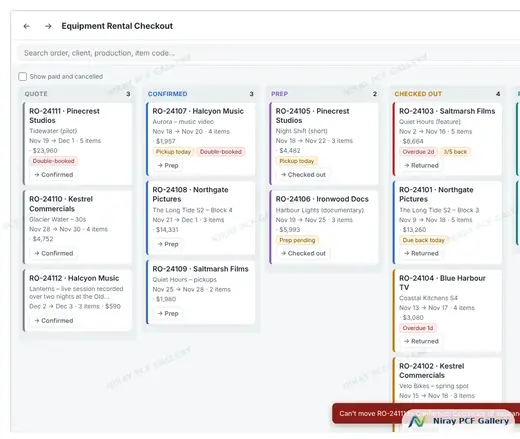 ← → Equipment Rental Checkout
Search order, client, production, item code...
Show paid and cancelled
QUOTE 3
RO-24111 · Pinecrest
Studios
Tidewater (pilot)
Nov 19 → Dec 1 · 5 items
· $23,960
Double-booked
→ Confirmed
RO-24110 · Kestrel
Commercials
Glacier Water – 30s
Nov 28 → Nov 30 · 4 items
· $4,752
→ Confirmed
RO-24112 · Halcyon Music
Lanterns – live session recorded
over two nights at the Old...
Dec 2 → Dec 3 · 3 items · $590
→ Confirmed
CONFIRMED 3
RO-24107 · Halcyon Music
Aurora – music video
Nov 18 → Nov 20 · 4 items
· $1,957
Pickup today Double-booked
→ Prep
RO-24108 · Northgate
Pictures
The Long Tide S2 – Block 4
Nov 21 → Dec 1 · 3 items
· $14,331
→ Prep
RO-24109 · Saltmarsh Films
Quiet Hours – pickups
Nov 25 → Nov 28 · 2 items
· $1,980
→ Prep
PREP 2
RO-24105 · Pinecrest
Studios
Night Shift (short)
Nov 18 → Nov 22 · 3 items
· $4,482
Pickup today
→ Checked out
RO-24106 · Ironwood Docs
Harbour Lights (documentary)
Nov 19 → Nov 25 · 3 items
· $5,993
Prep pending
→ Checked out
CHECKED OUT 4
RO-24103 · Saltmarsh Films
Quiet Hours (feature)
Nov 2 → Nov 16 · 5 items
· $6,664
Overdue 2d 3/5 back
→ Returned
RO-24101 · Northgate
Pictures
The Long Tide S2 – Block 3
Nov 9 → Nov 18 · 5 items
· $13,260
Due back today
→ Returned
RO-24104 · Blue Harbour
TV
Coastal Kitchens S4
Nov 13 → Nov 17 · 4 items
· $3,080
Overdue 1d
→ Returned
RO-24102 · Kestrel
Commercials
Velo Bikes – spring spot
Nov 15 → Nov 18 · 3 items
Can't move RO-24111
Niray PCF Gallery